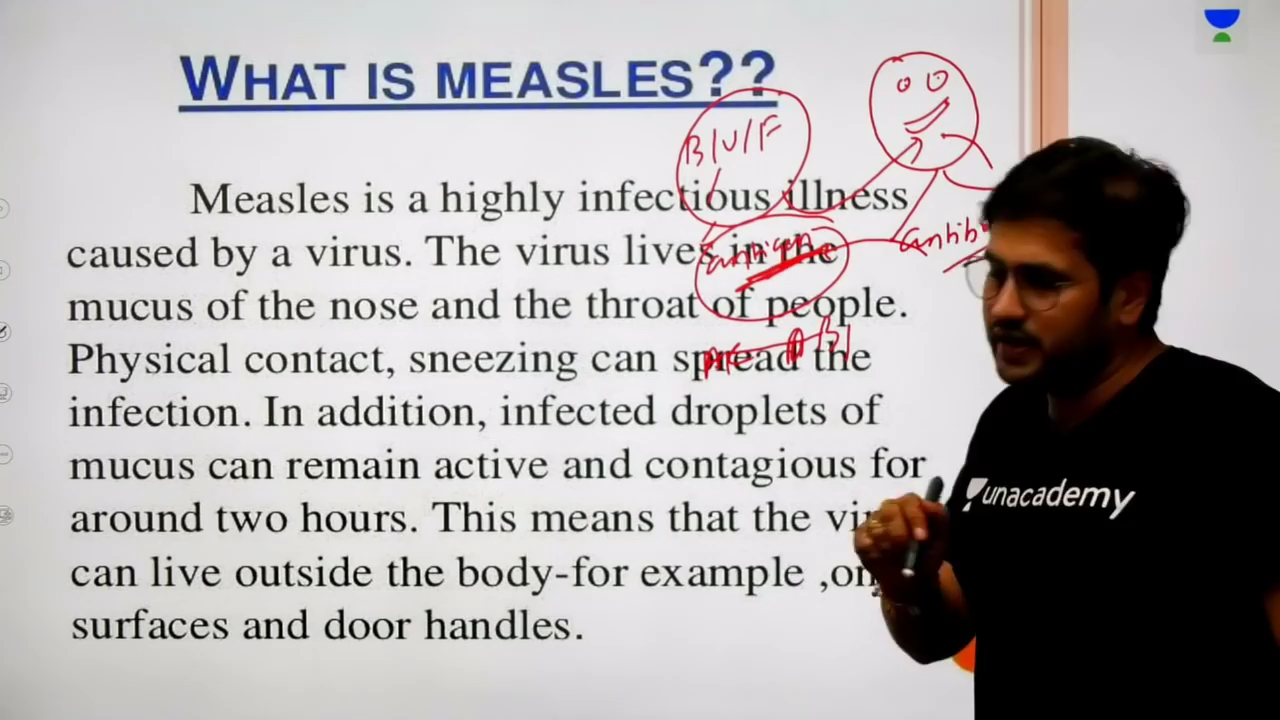 WHAT IS MEASLES??
B/V/F
Measles is a highly infectious illness
caused by a virus. The virus lives in the
antigen
mucus of the nose and the throat of people.
Physical contact, sneezing can spread the
infection. In addition, infected droplets of
mucus can remain active and contagious for
around two hours. This means that the
can live outside the body-for example ,on
surfaces and door handles.
unacademy